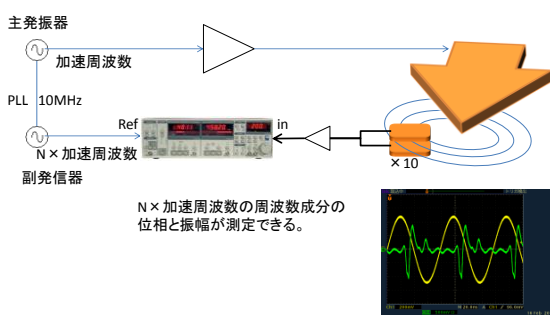 主発振器
加速周波数
PLL 10MHz
Ref
in
N×加速周波数
副発信器
×10
N×加速周波数の周波数成分の
位相と振幅が測定できる。